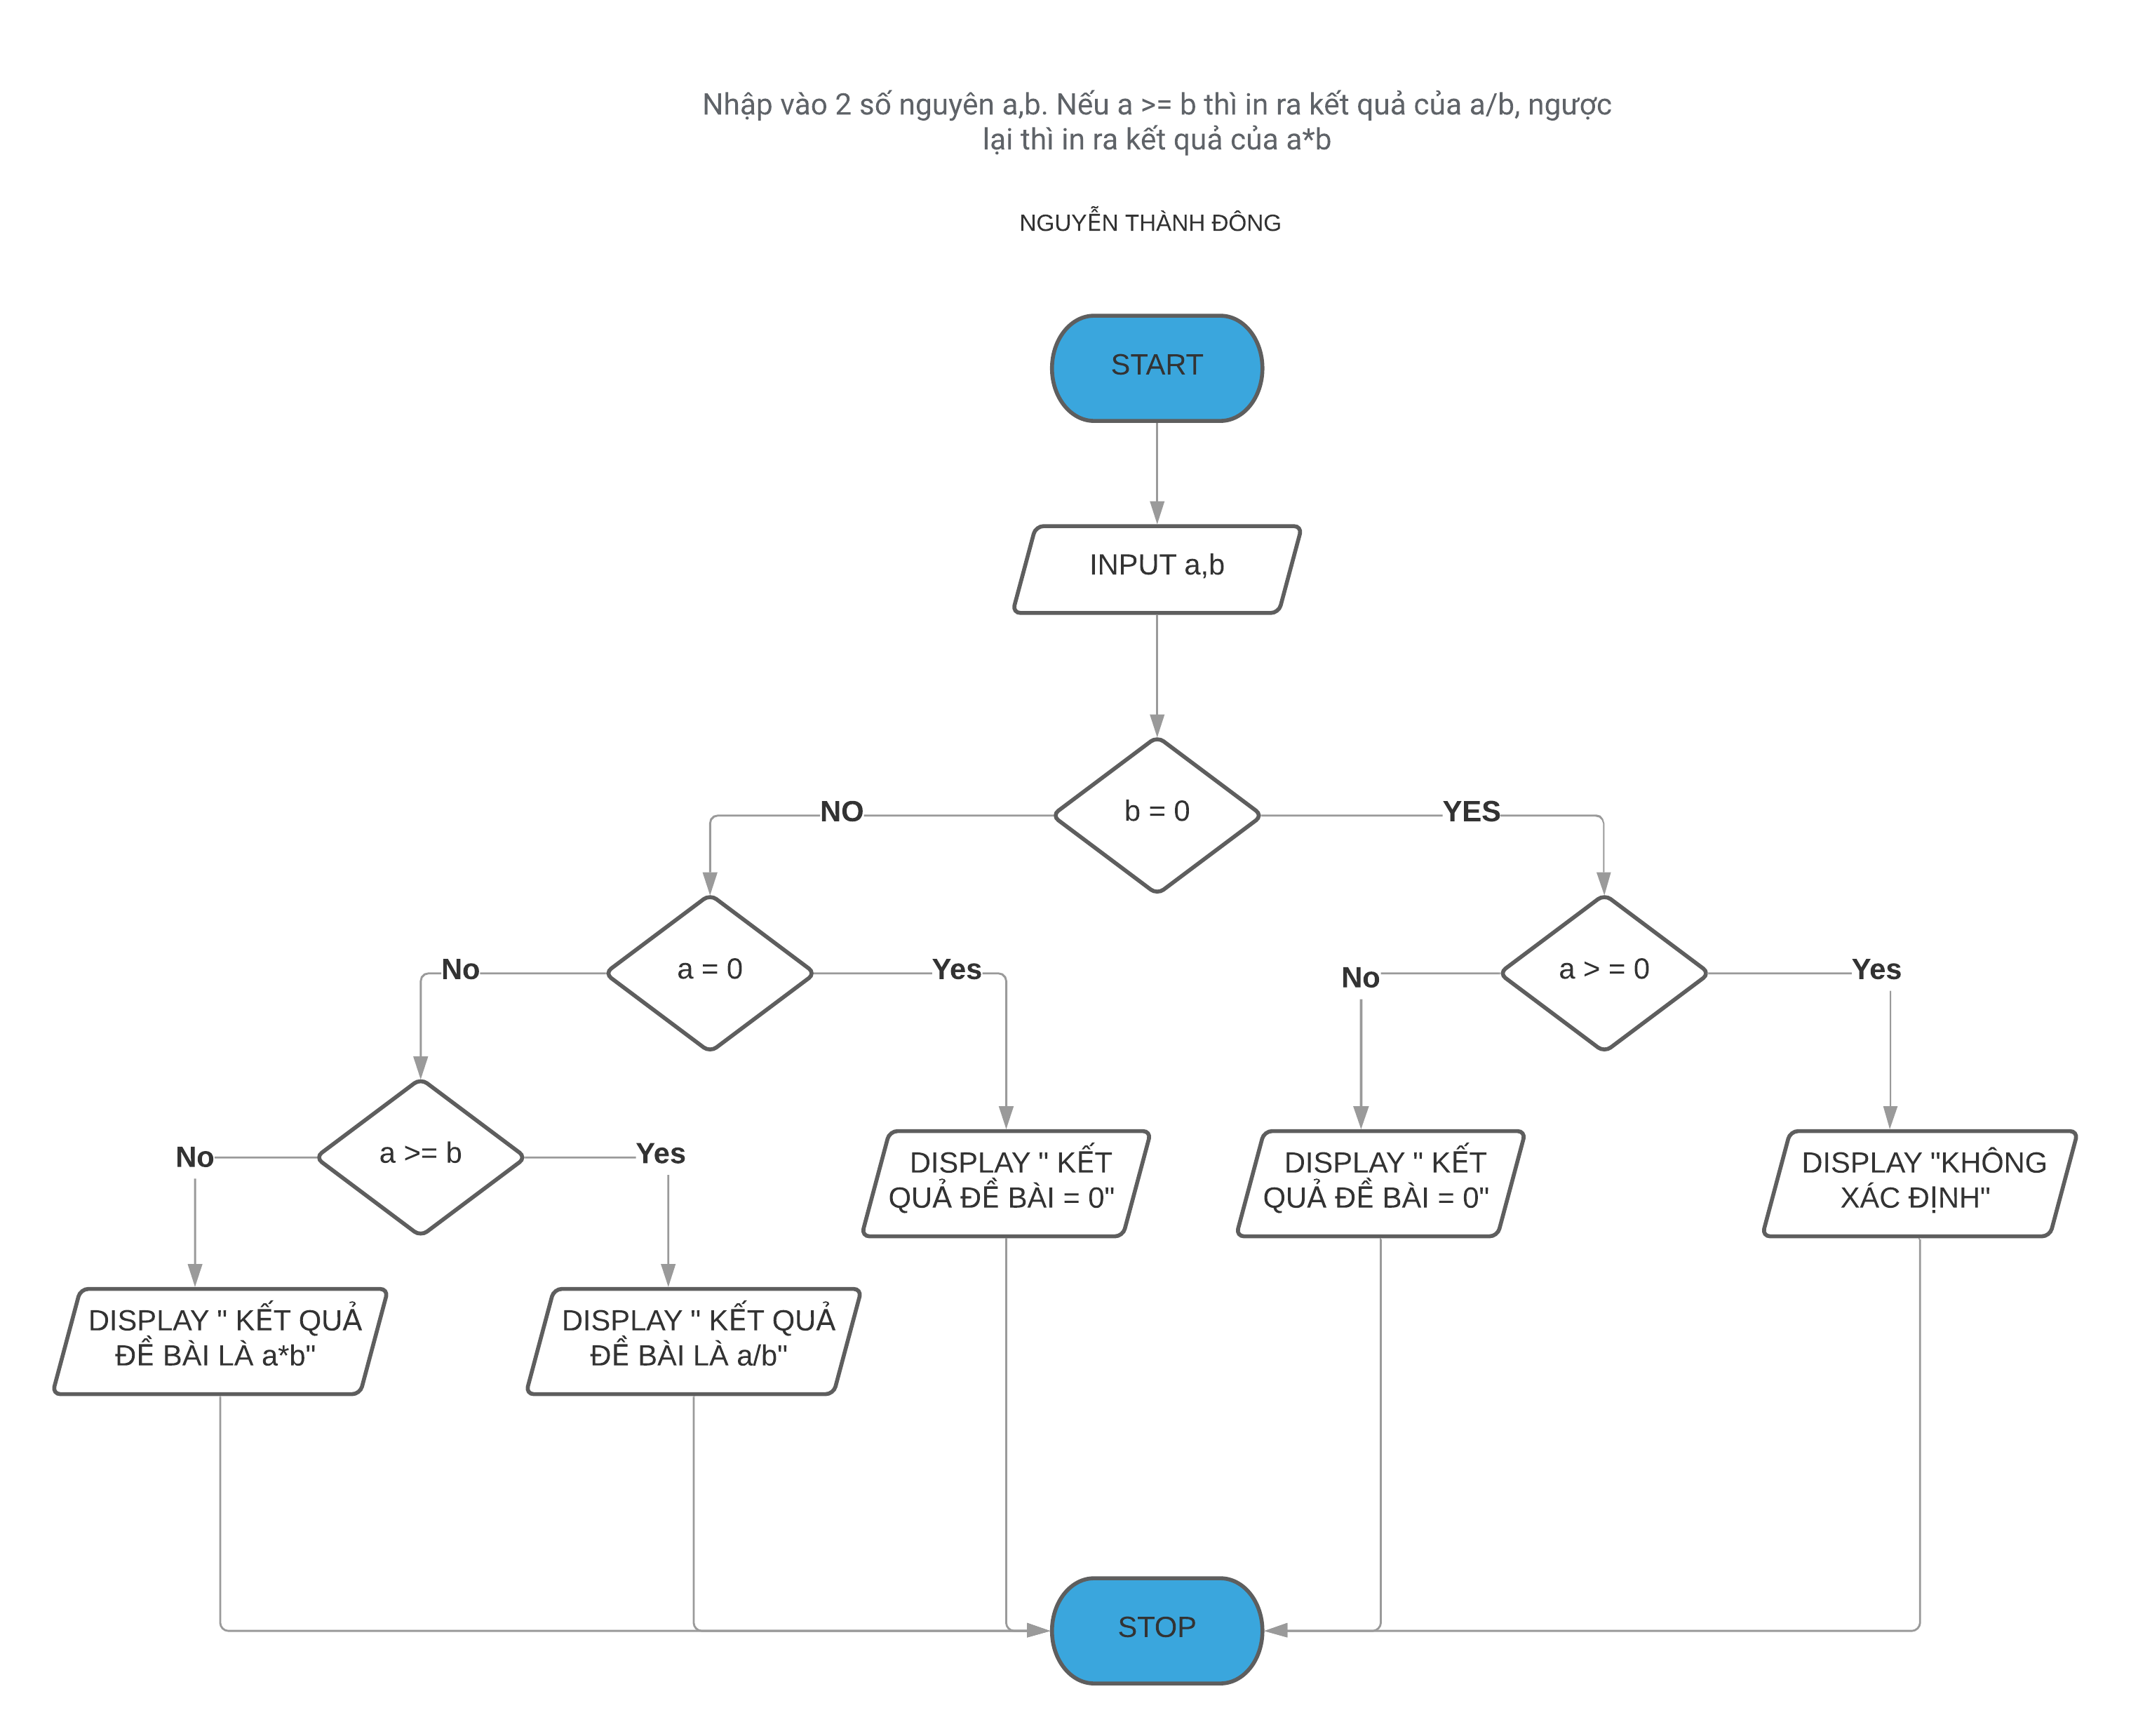 Nhập vào 2 số nguyên a,b. Nếu a >= b thì in ra kết quả của a/b, ngược
lại thì in ra kết quả của a*b
NGUYỄN THÀNH ĐÔNG
START
INPUT a,b
b = 0
NO
YES
a = 0
No
Yes
a > = 0
No
Yes
a >= b
No
Yes
DISPLAY " KẾT
QUẢ ĐỀ BÀI = 0"
DISPLAY " KẾT
QUẢ ĐỀ BÀI = 0"
DISPLAY "KHÔNG
XÁC ĐỊNH"
DISPLAY " KẾT QUẢ
ĐỀ BÀI LÀ a*b"
DISPLAY " KẾT QUẢ
ĐỀ BÀI LÀ a/b"
STOP